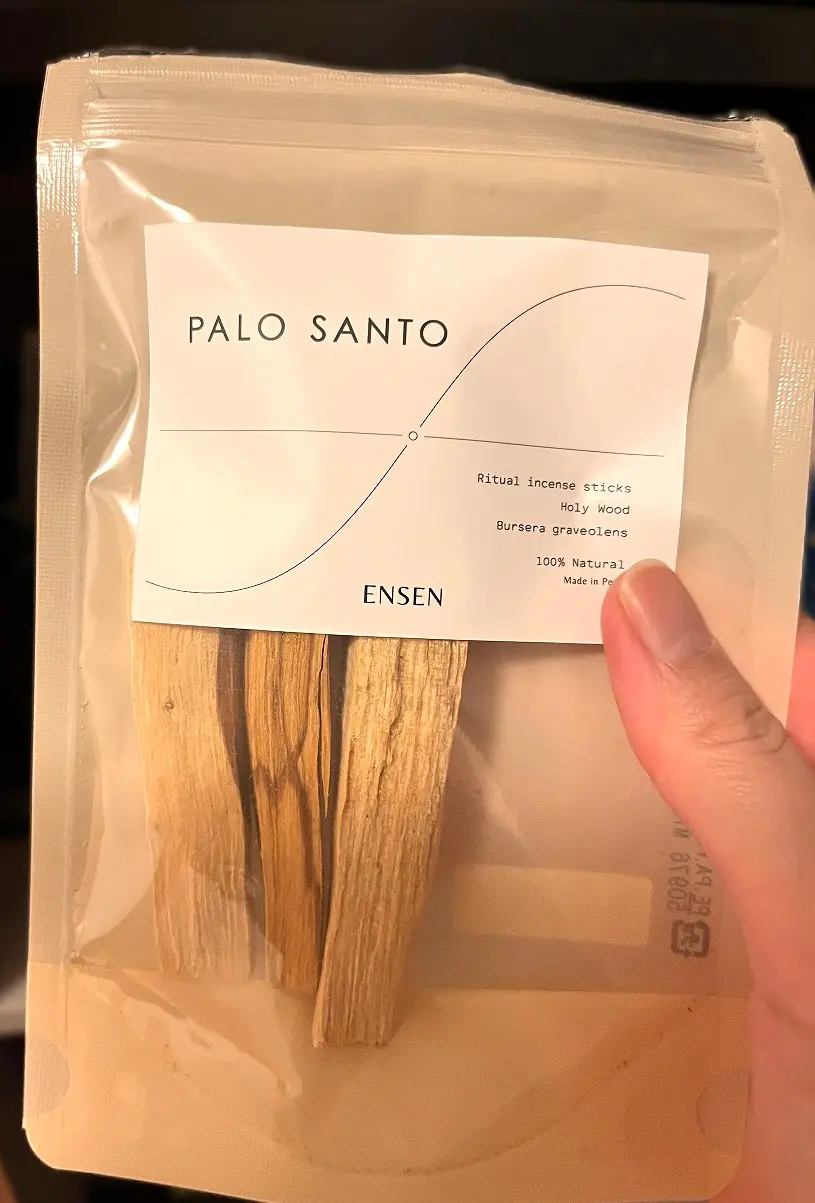 PALO SANTO
Ritual incense sticks
Holy Wood
Bursera graveolens
100% Natural
Made in
ENSEN